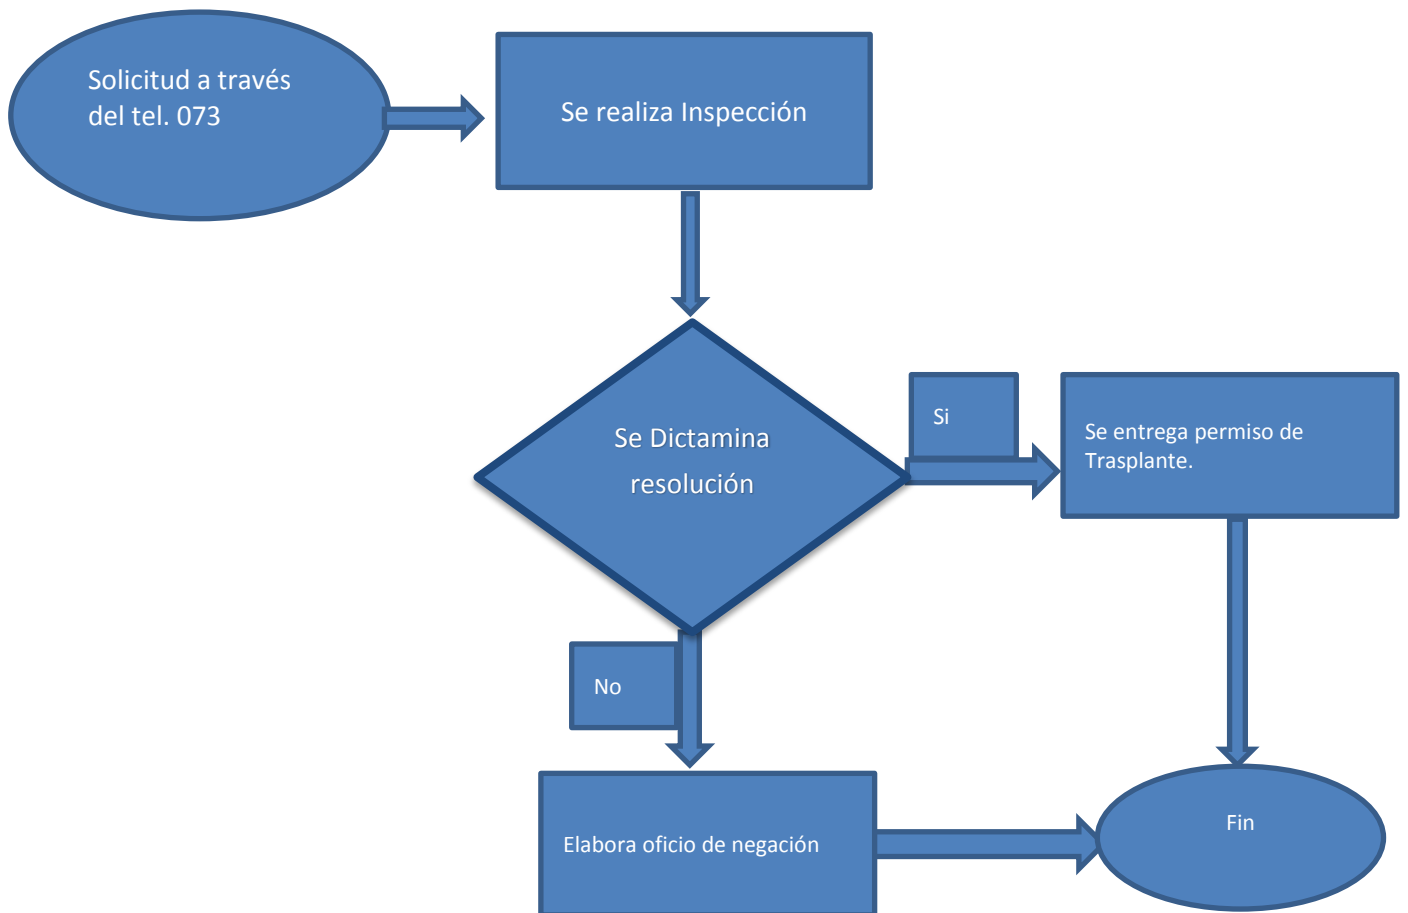 Solicitud a través
del tel. 073
Se realiza Inspección
Se Dictamina
resolución
Si
Se entrega permiso de
Trasplante.
No
Elabora oficio de negación
Fin